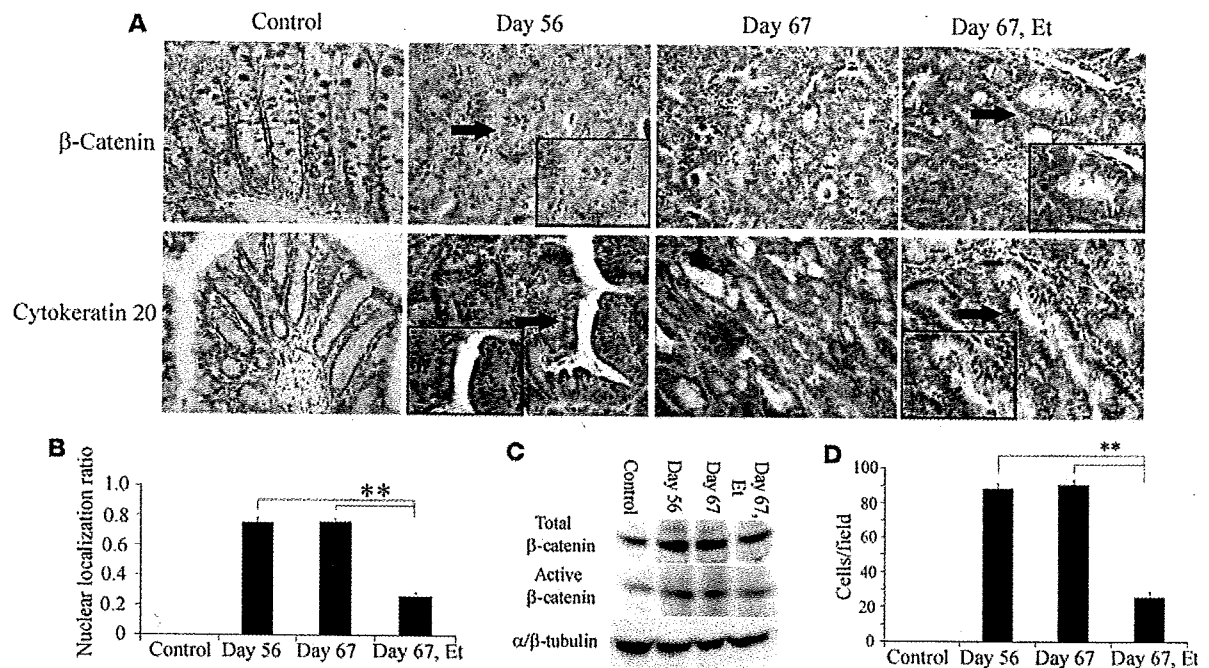 A
Control
Day 56
Day 67
Day 67, Et
β-Catenin
Cytokeratin 20
B
Nuclear localization ratio
1.0
0.8
0.6
0.4
0.2
0
**
Control
Day 56
Day 67
Day 67, Et
C
Control
Day 56
Day 67
Day 67,
Et
Total
β-catenin
Active
β-catenin
α/β-tubulin
D
Cells/field
100
80
60
40
20
0
**
Control
Day 56
Day 67
Day 67, Et